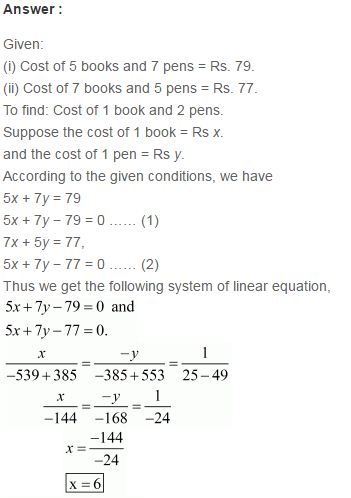 Answer :
Given:
(i) Cost of 5 books and 7 pens = Rs. 79.
(ii) Cost of 7 books and 5 pens = Rs. 77.
To find: Cost of 1 book and 2 pens.
Suppose the cost of 1 book = Rs x.
and the cost of 1 pen = Rs y.
According to the given conditions, we have
5x + 7y = 79
5x + 7y − 79 = 0 …… (1)
7x + 5y = 77,
5x + 7y − 77 = 0 …… (2)
Thus we get the following system of linear equation,
5x + 7y − 79 = 0 and
5x + 7y − 77 = 0.
x/(−539 + 385) = −y/(−385 + 553) = 1/(25 − 49)
x/−144 = −y/−168 = 1/−24
x = −144/−24
x = 6